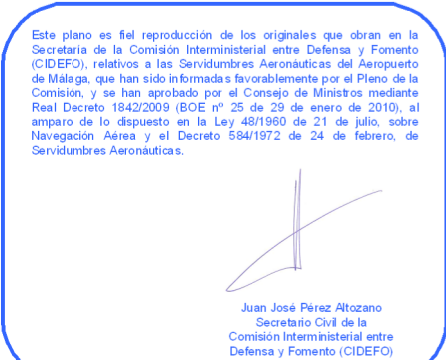 Este plano es fiel reproducción de los originales que obran en la
Secretaria de la Comisión Interministerial entre Defensa y Fomento
(CIDEFO), relativos a las Servidumbres Aeronáuticas del Aeropuerto
de Málaga, que han sido informadas favorablemente por el Pleno de la
Comisión, y se han aprobado por el Consejo de Ministros mediante
Real Decreto 1842/2009 (BOE nº 25 de 29 de enero de 2010), al
amparo de lo dispuesto en la Ley 48/1960 de 21 de julio, sobre
Navegación Aérea y el Decreto 584/1972 de 24 de febrero, de
Servidumbres Aeronáuticas.
Juan José Pérez Altozano
Secretario Civil de la
Comisión Interministerial entre
Defensa y Fomento (CIDEFO)